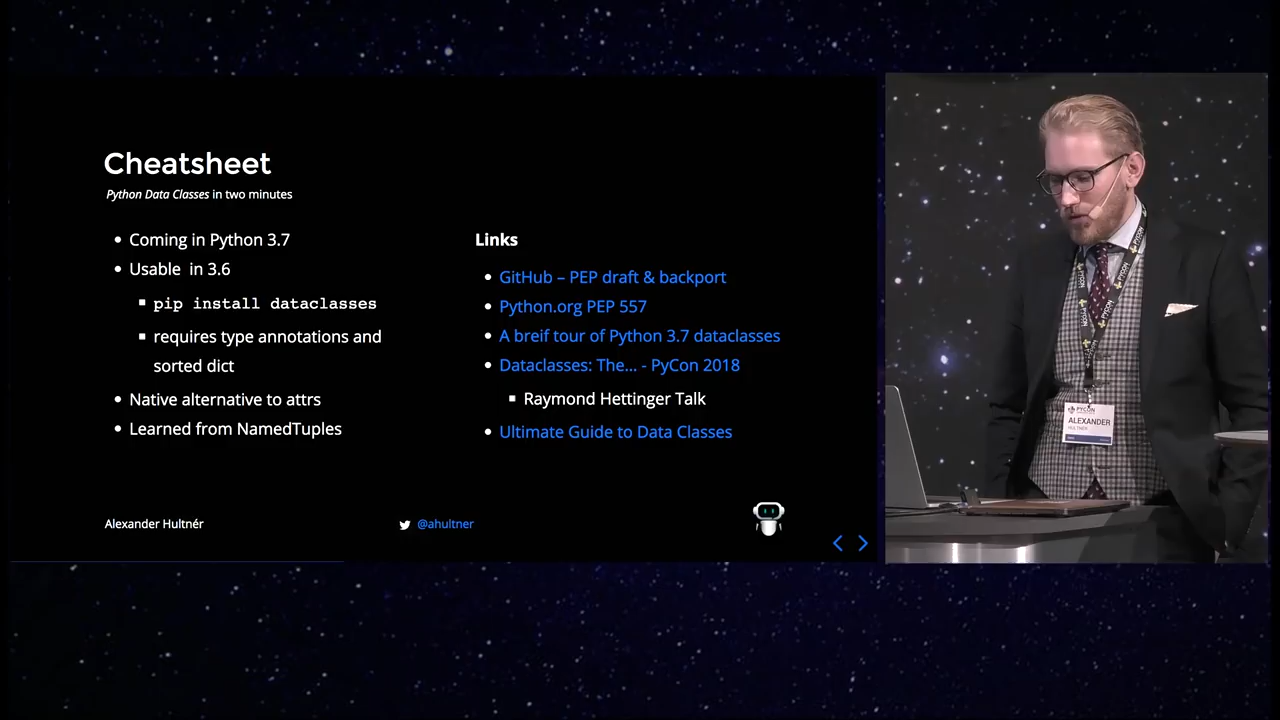 Cheatsheet
Python Data Classes in two minutes
Coming in Python 3.7
Usable in 3.6
pip install dataclasses
requires type annotations and
sorted dict
Native alternative to attrs
Learned from NamedTuples
Links
GitHub – PEP draft & backport
Python.org PEP 557
A breif tour of Python 3.7 dataclasses
Dataclasses: The... - PyCon 2018
Raymond Hettinger Talk
Ultimate Guide to Data Classes
Alexander Hultnér
@ahultner
PYCON
ALEXANDER
HULTNÉR